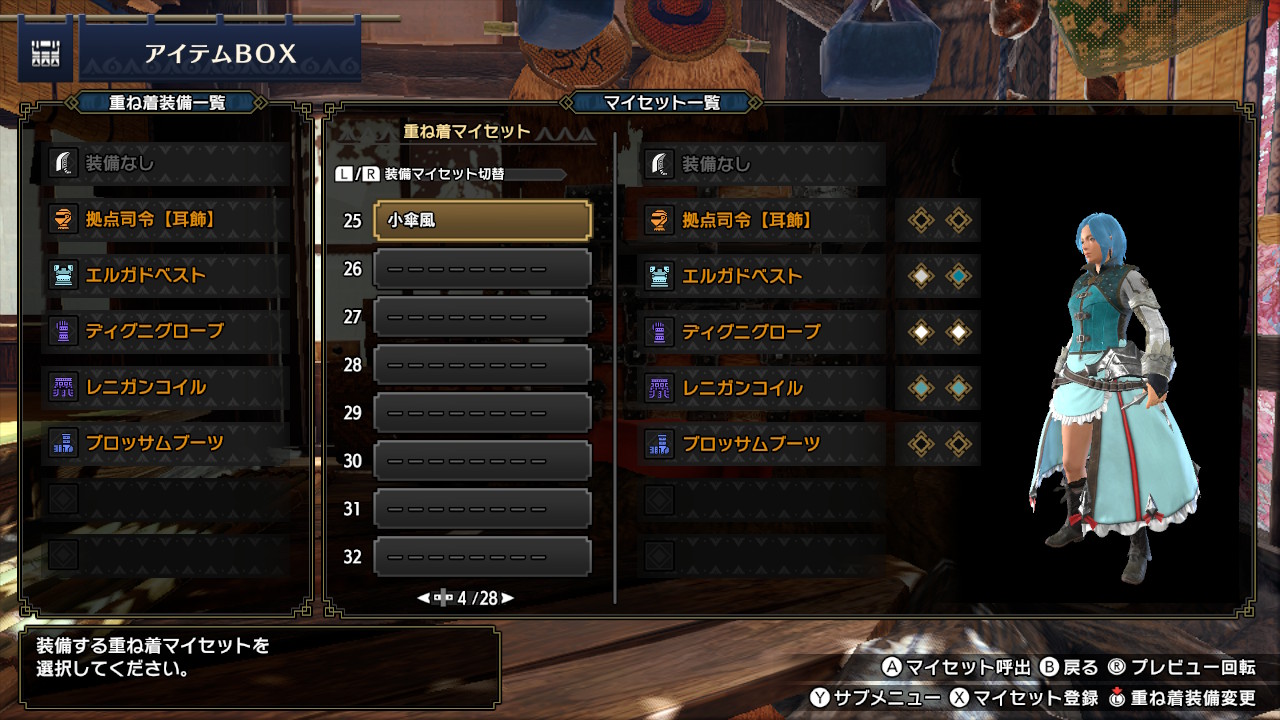 アイテムBOX
重ね着装備一覧
装備なし
拠点司令【耳飾】
エルガドベスト
ディグニグローブ
レニガンコイル
ブロッサムブーツ
マイセット一覧
重ね着マイセット
L/R 装備マイセット切替
25 小傘風
26 －－－－－－－－
27 －－－－－－－－
28 －－－－－－－－
29 －－－－－－－－
30 －－－－－－－－
31 －－－－－－－－
32 －－－－－－－－
4/28
装備なし
拠点司令【耳飾】
エルガドベスト
ディグニグローブ
レニガンコイル
ブロッサムブーツ
装備する重ね着マイセットを
選択してください。
Aマイセット呼出 B戻る Rプレビュー回転
Yサブメニュー Xマイセット登録 L重ね着装備変更